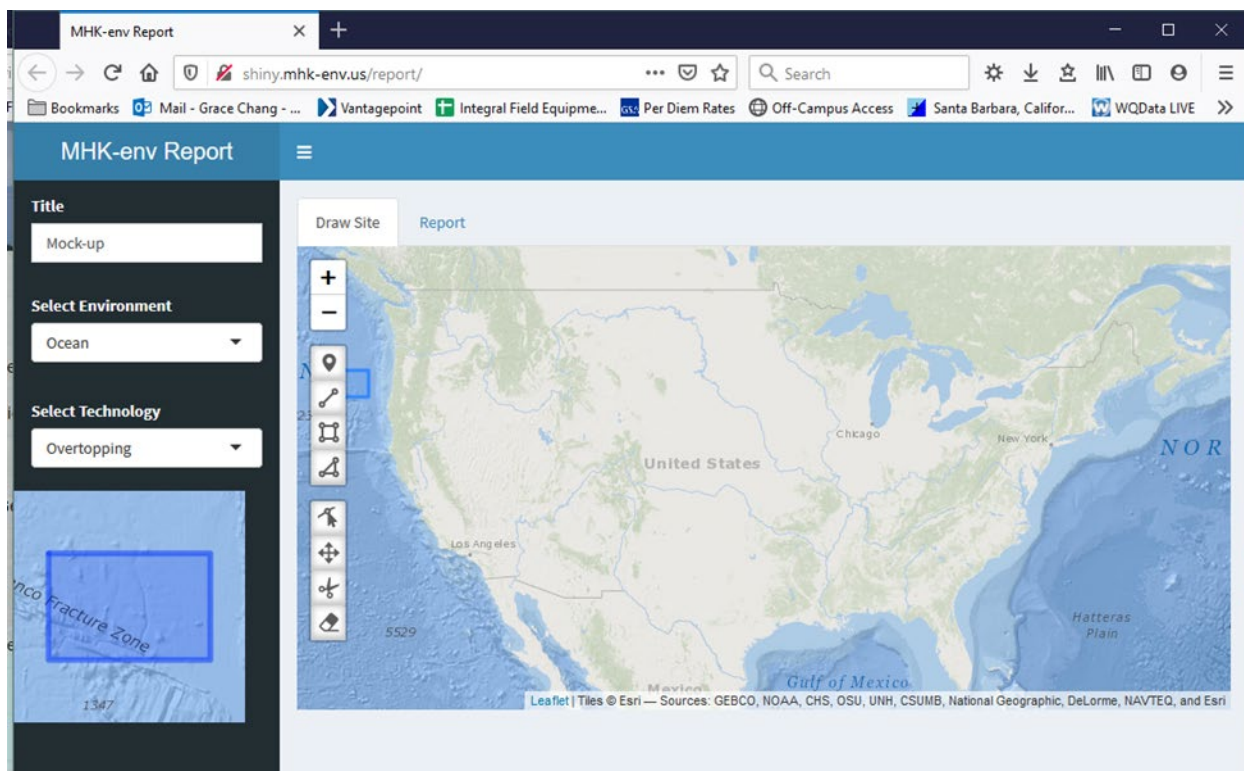 MHK-env Report
shiny.mhk-env.us/report/
Search
Bookmarks Mail - Grace Chang - ... Vantagepoint Integral Field Equipme... GSA Per Diem Rates Off-Campus Access Santa Barbara, Califor... WQData LIVE
MHK-env Report
Title
Mock-up
Select Environment
Ocean
Select Technology
Overtopping
nco Fracture Zone
1347
Draw Site Report
+
−
Chicago
New York
NOR
United States
Los Angeles
5529
Hatteras
Plain
Gulf of Mexico
Mexico
Leaflet | Tiles © Esri — Sources: GEBCO, NOAA, CHS, OSU, UNH, CSUMB, National Geographic, DeLorme, NAVTEQ, and Esri